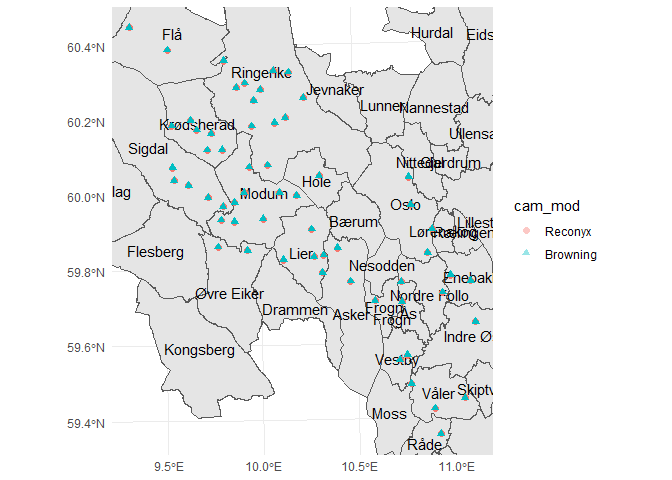 60.4°N
60.2°N
60.0°N
59.8°N
59.6°N
59.4°N
9.5°E
10.0°E
10.5°E
11.0°E
Flå
Hurdal
Eids
Ringerike
Jevnaker
Lunner
Nannestad
Krødsherad
Ullensa
Sigdal
Nittedal
Gjerdrum
Hole
lag
Modum
Oslo
Bærum
Lillest
Lørenskog
Flesberg
Lier
Nesodden
Enebakk
Øvre Eiker
Nordre Follo
Drammen
Asker
Frogn
Ås
Frogn
Indre Øs
Kongsberg
Vestby
Våler
Skiptv
Moss
Råde
cam_mod
Reconyx
Browning